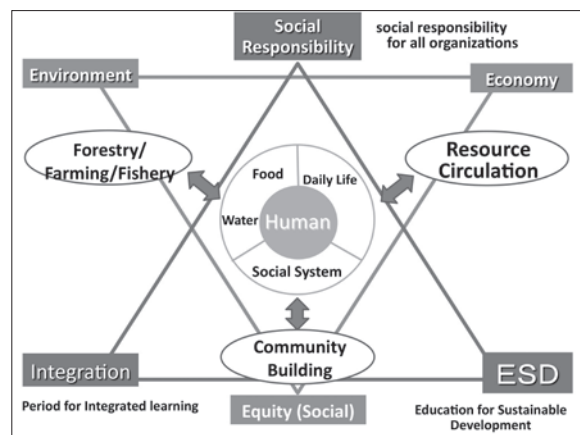 Social
Responsibility
social responsibility
for all organizations
Environment
Economy
Forestry/
Farming/Fishery
Resource
Circulation
Food
Daily Life
Water
Human
Social System
Community
Building
Integration
ESD
Period for Integrated learning
Equity (Social)
Education for Sustainable
Development